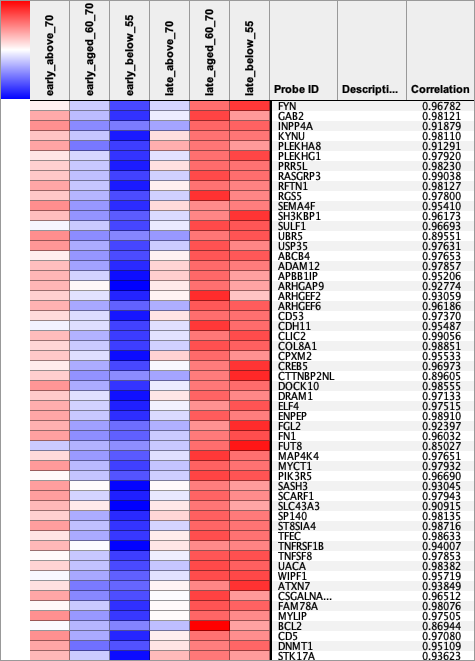 early_above_70
early_aged_60_70
early_below_55
late_above_70
late_aged_60_70
late_below_55
Probe ID Descripti... Correlation
FYN 0.96782
GAB2 0.98121
INPP4A 0.91879
KYNU 0.98110
PLEKHA8 0.91291
PLEKHG1 0.97920
PRR5L 0.98230
RASGRP3 0.99038
RFTN1 0.98127
RGS5 0.97800
SEMA4F 0.95410
SH3KBP1 0.96173
SULF1 0.96693
UBR5 0.89551
USP35 0.97631
ABCB4 0.97653
ADAM12 0.97857
APBB1IP 0.95206
ARHGAP9 0.92774
ARHGEF2 0.93059
ARHGEF6 0.96186
CD53 0.97370
CDH11 0.95487
CLIC2 0.99056
COL8A1 0.98851
CPXM2 0.95533
CREB5 0.96973
CTTNBP2NL 0.89605
DOCK10 0.98555
DRAM1 0.97133
ELF4 0.97515
ENPEP 0.98910
FGL2 0.92397
FN1 0.96032
FUT8 0.85027
MAP4K4 0.97651
MYCT1 0.97932
PIK3R5 0.96690
SASH3 0.93045
SCARF1 0.97943
SLC43A3 0.90915
SP140 0.98135
ST8SIA4 0.98716
TFEC 0.98633
TNFRSF1B 0.94007
TNFSF8 0.97853
UACA 0.98382
WIPF1 0.95719
ATXN7 0.93849
CSGALNA... 0.96512
FAM78A 0.98076
MYLIP 0.97505
BCL2 0.86944
CD5 0.97080
DNMT1 0.95109
STK17A 0.93623